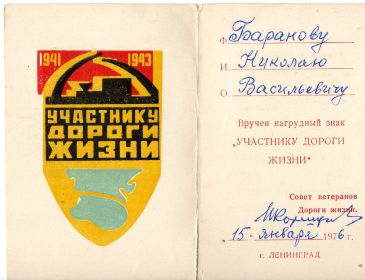 1941 1943
УЧАСТНИКУ
ДОРОГИ
ЖИЗНИ
Ф Баранову
И Николаю
О Васильевичу
Вручен нагрудный знак
„УЧАСТНИКУ ДОРОГИ
ЖИЗНИ"
Совет ветеранов
Дороги жизни.
"15" января 1976 г.
г. ЛЕНИНГРАД